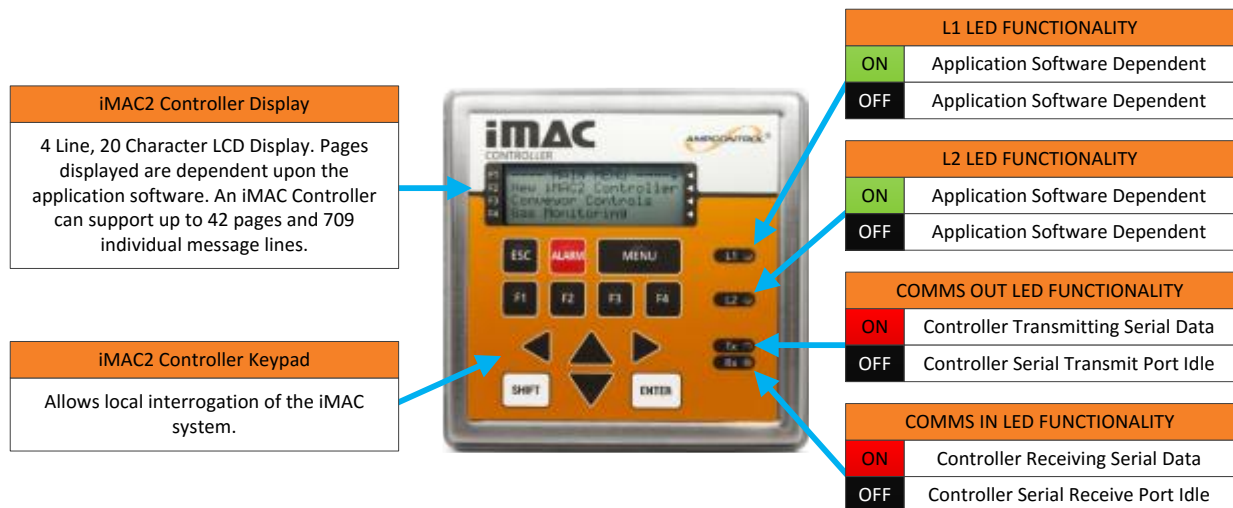 iMAC2 Controller Display
4 Line, 20 Character LCD Display. Pages
displayed are dependent upon the
application software. An iMAC Controller
can support up to 42 pages and 709
individual message lines.
iMAC2 Controller Keypad
Allows local interrogation of the iMAC
system.
iMAC
CONTROLLER
AMPCONTROL
F1
F2
F3
F4
---- MAIN MENU ----
New iMAC2 Controller
Conveyor Controls
Gas Monitoring
ESC ALARM MENU
F1 F2 F3 F4
SHIFT ENTER
L1
L2
Tx
Rx
L1 LED FUNCTIONALITY
ON Application Software Dependent
OFF Application Software Dependent
L2 LED FUNCTIONALITY
ON Application Software Dependent
OFF Application Software Dependent
COMMS OUT LED FUNCTIONALITY
ON Controller Transmitting Serial Data
OFF Controller Serial Transmit Port Idle
COMMS IN LED FUNCTIONALITY
ON Controller Receiving Serial Data
OFF Controller Serial Receive Port Idle